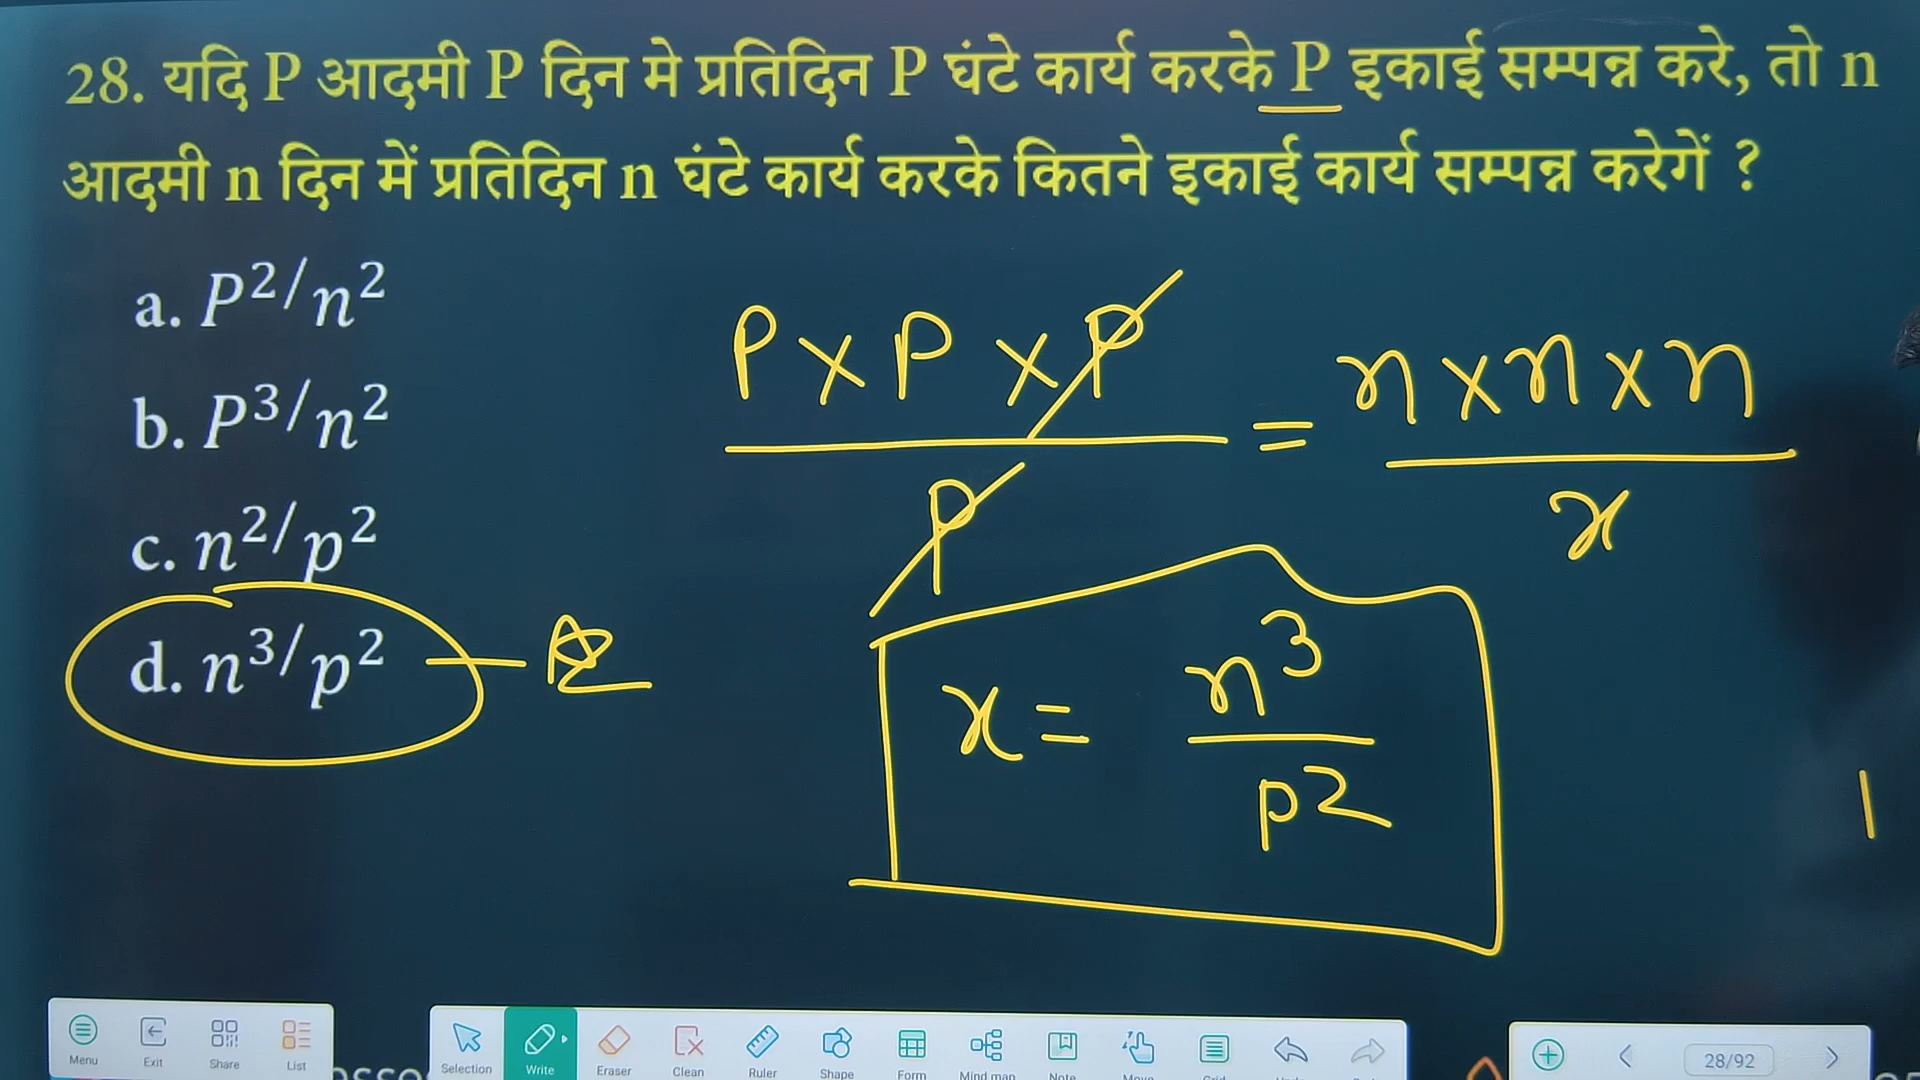 28. यदि P आदमी P दिन मे प्रतिदिन P घंटे कार्य करके P इकाई सम्पन्न करे, तो n
आदमी n दिन में प्रतिदिन n घंटे कार्य करके कितने इकाई कार्य सम्पन्न करेगें ?
a. P²/n²
b. P³/n²
c. n²/p²
d. n³/p²
P × P × P / P = n × n × n / x
x = n³ / p²
Menu Exit Share List
Selection Write Eraser Clean Ruler Shape Form Mind map Note
28/92